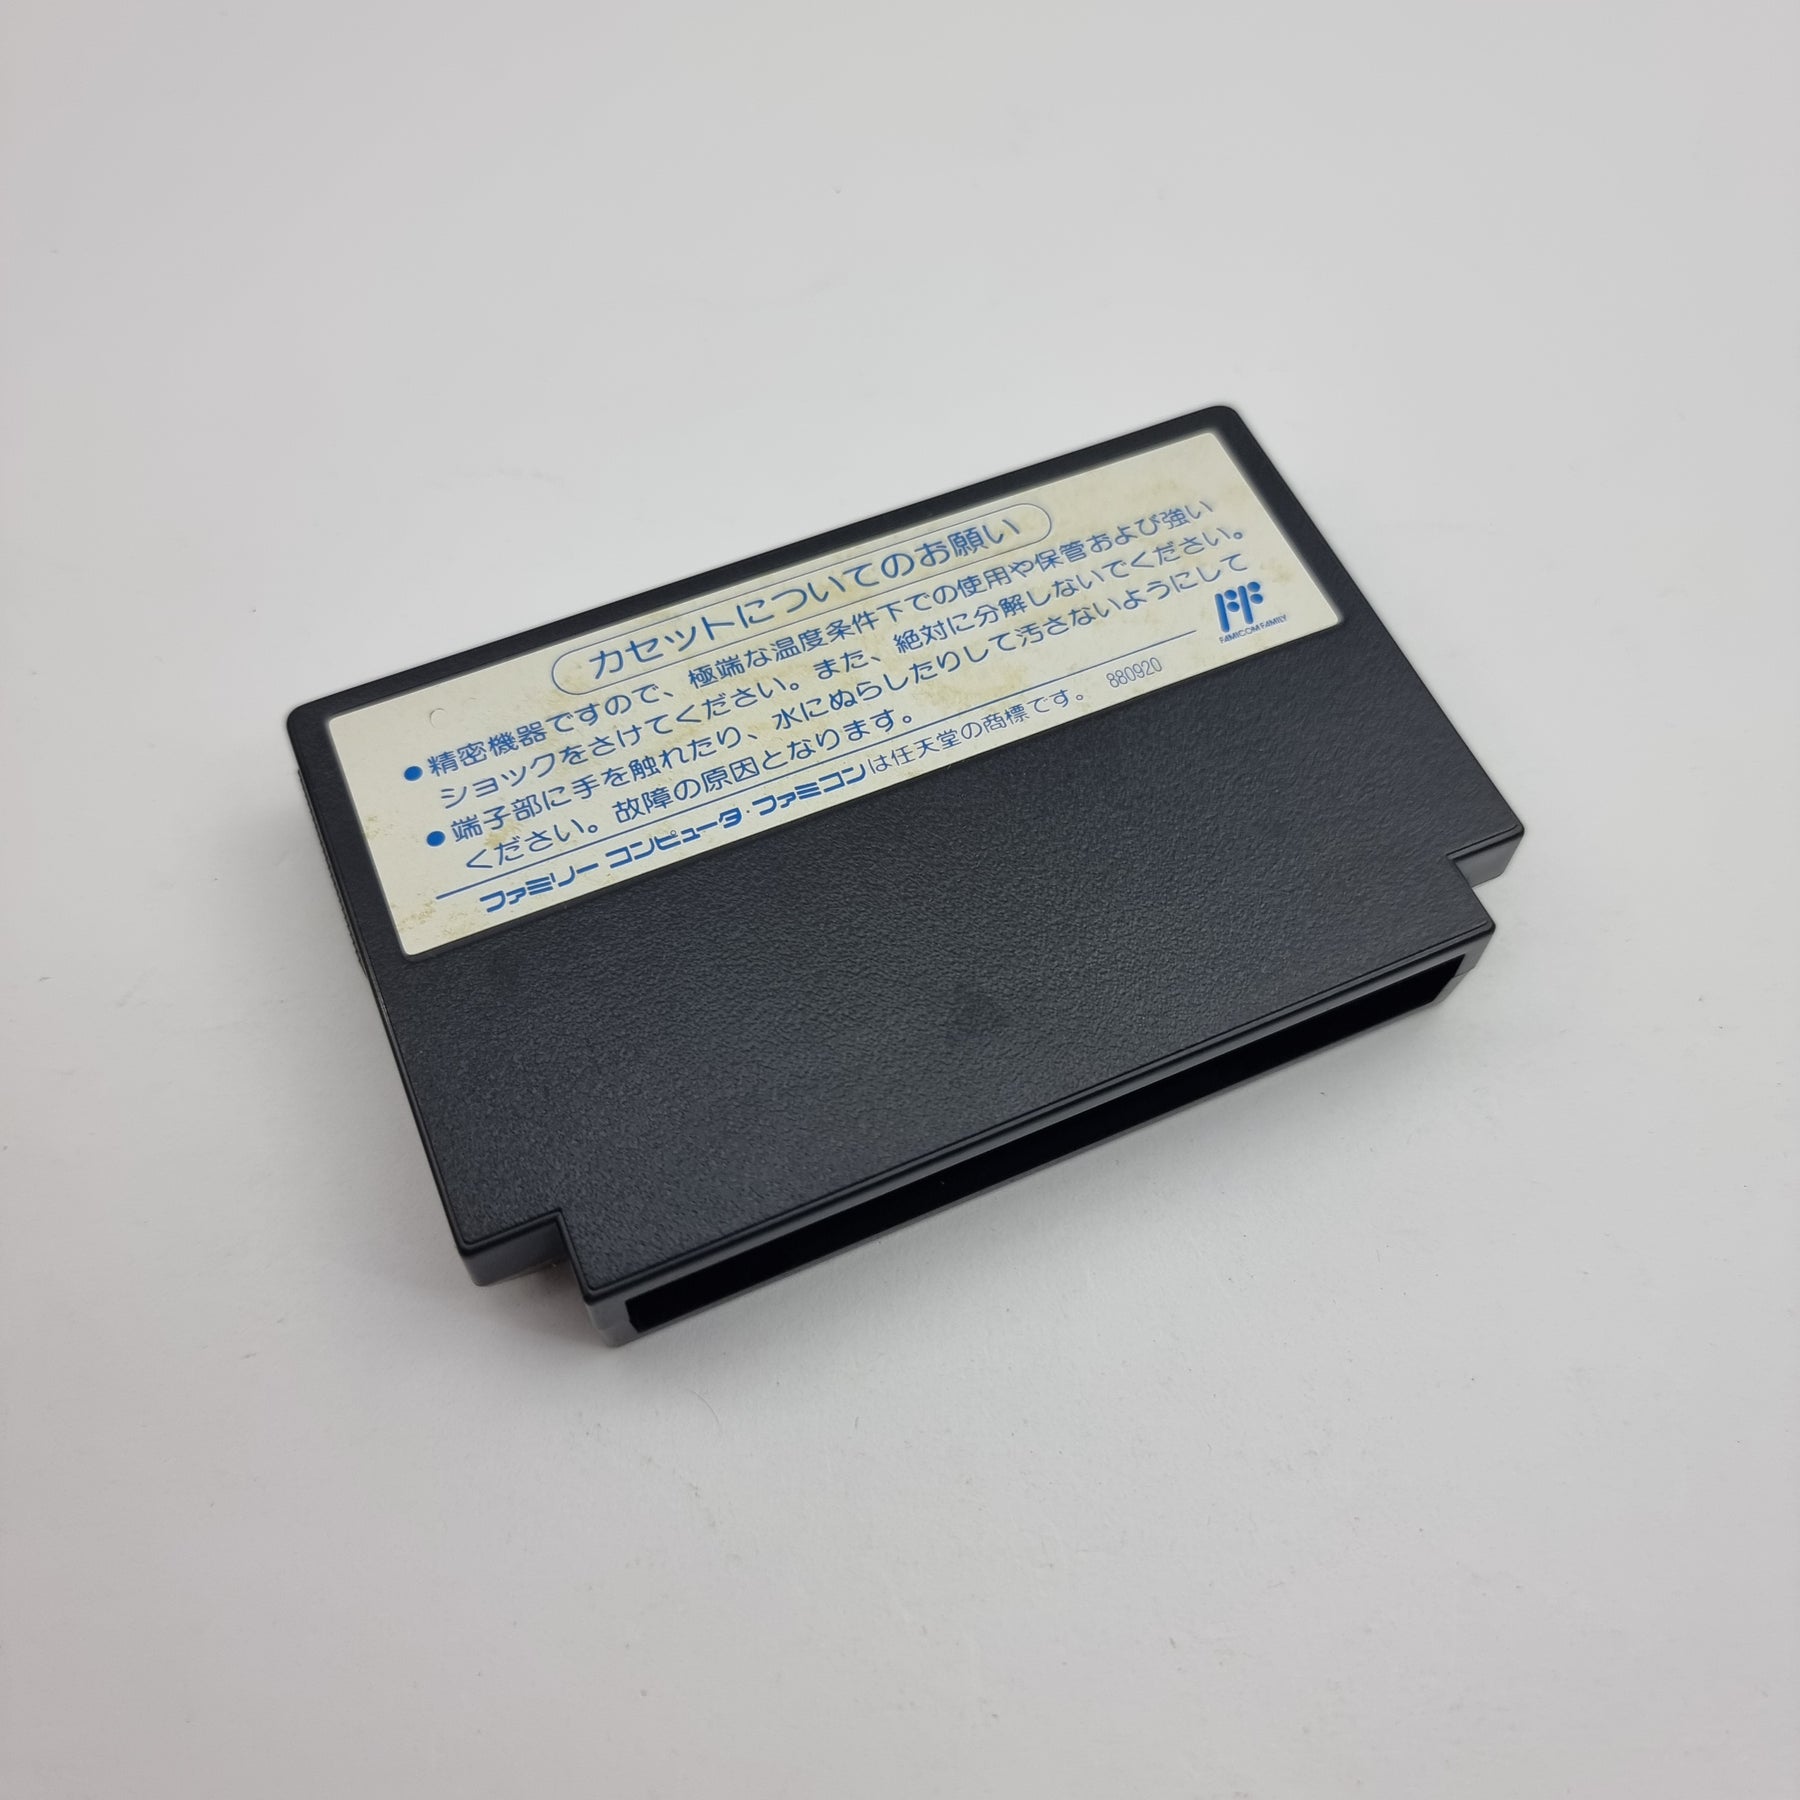 カセットについてのお願い
●精密機器ですので、極端な温度条件下での使用や保管および強い
ショックをさけてください。また、絶対に分解しないでください。
●端子部に手を触れたり、水にぬらしたりして汚さないようにして
ください。故障の原因となります。
FF
FAMICOM FAMILY
ファミリー コンピュータ・ファミコンは任天堂の商標です。 880920